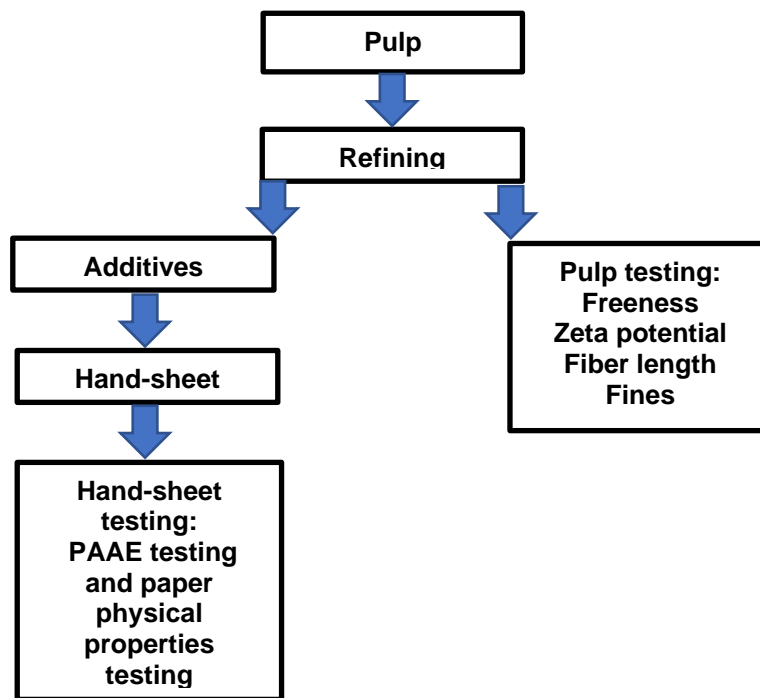 Pulp
Refining
Additives
Pulp testing:
Freeness
Zeta potential
Fiber length
Fines
Hand-sheet
Hand-sheet
testing:
PAAE testing
and paper
physical
properties
testing